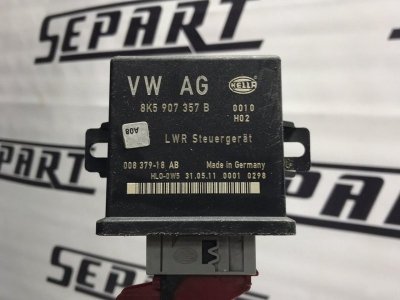 SEPART
SEPART
VW AG
HELLA
8K5 907 357 B
0010
H02
A08
LWR Steuergerät
008 379-18 AB
Made in Germany
HLO-0W5 31.05.11 0001 0298
SEPART